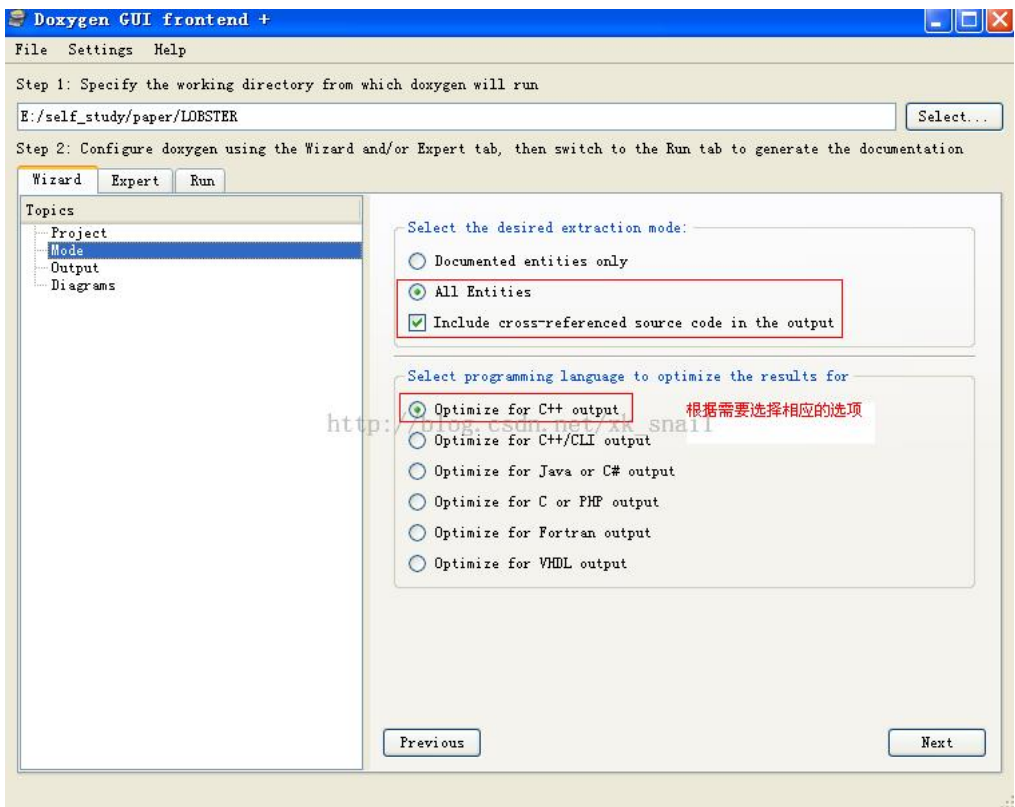 Doxygen GUI frontend +
File Settings Help
Step 1: Specify the working directory from which doxygen will run
E:/self_study/paper/LOBSTER
Select...
Step 2: Configure doxygen using the Wizard and/or Expert tab, then switch to the Run tab to generate the documentation
Wizard Expert Run
Topics
Project
Mode
Output
Diagrams
Select the desired extraction mode:
Documented entities only
All Entities
Include cross-referenced source code in the output
Select programming language to optimize the results for
Optimize for C++ output
根据需要选择相应的选项
http://blog.csdn.net/xk_snail
Optimize for C++/CLI output
Optimize for Java or C# output
Optimize for C or PHP output
Optimize for Fortran output
Optimize for VHDL output
Previous
Next